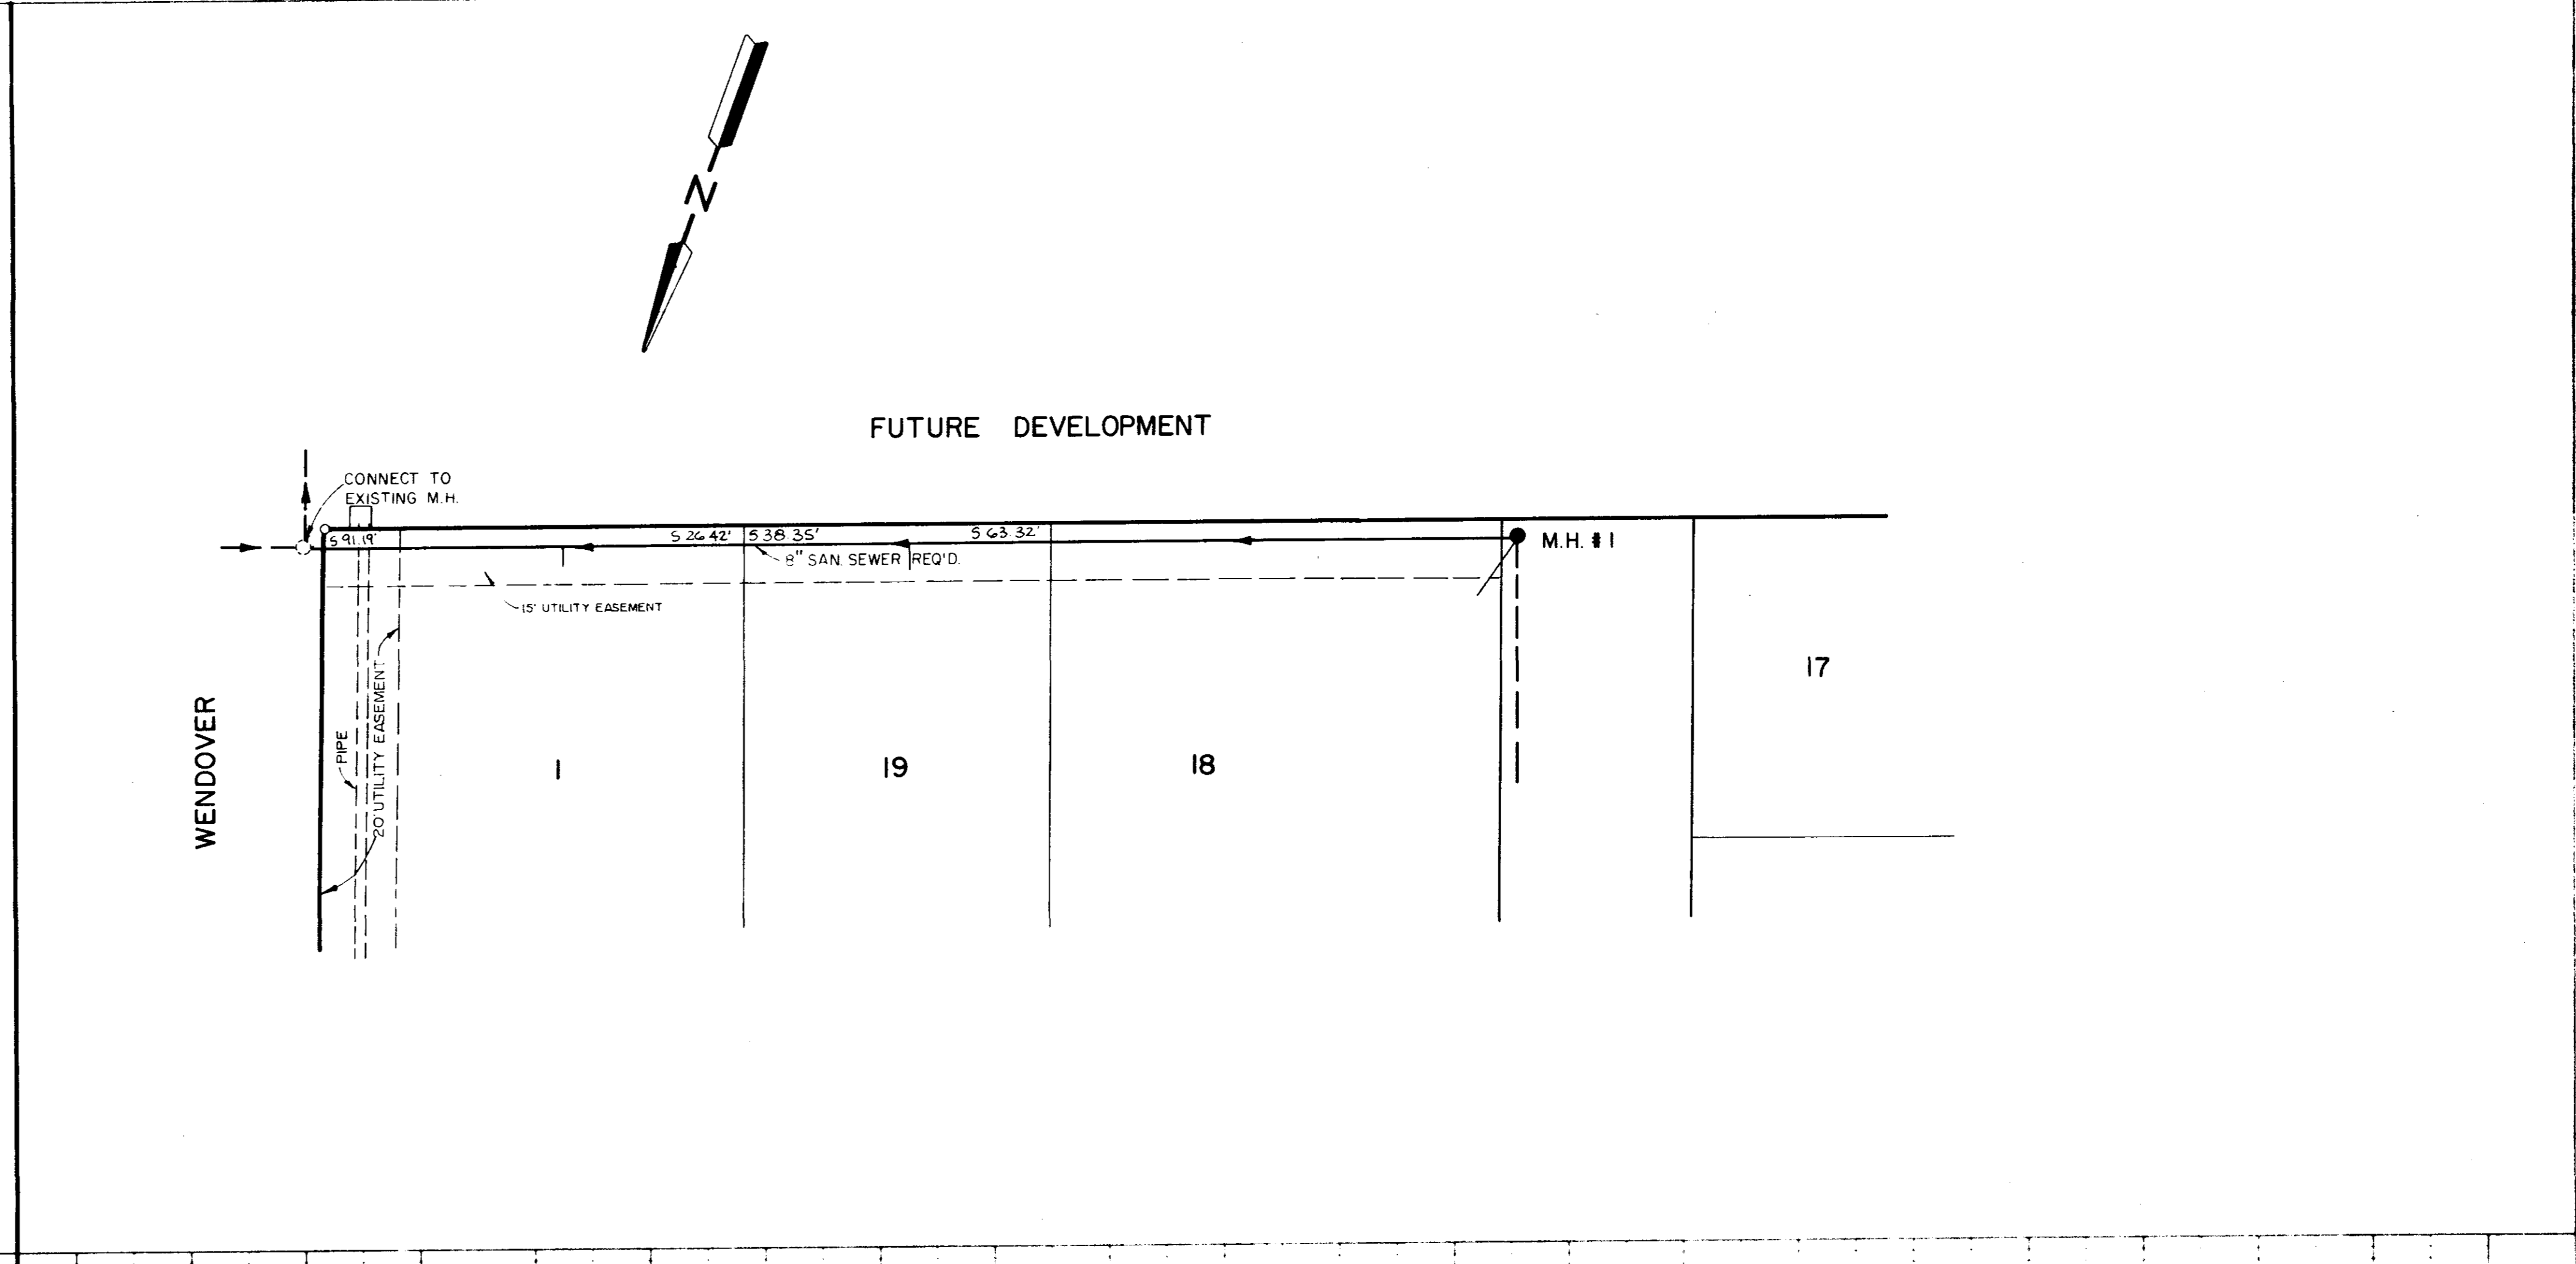 N
FUTURE DEVELOPMENT
CONNECT TO
EXISTING M.H.
S 91.19'
S 26.42'
S 38.35'
S 63.32'
M.H. #1
8" SAN. SEWER REQ'D.
15' UTILITY EASEMENT
WENDOVER
PIPE
20' UTILITY EASEMENT
1
19
18
17